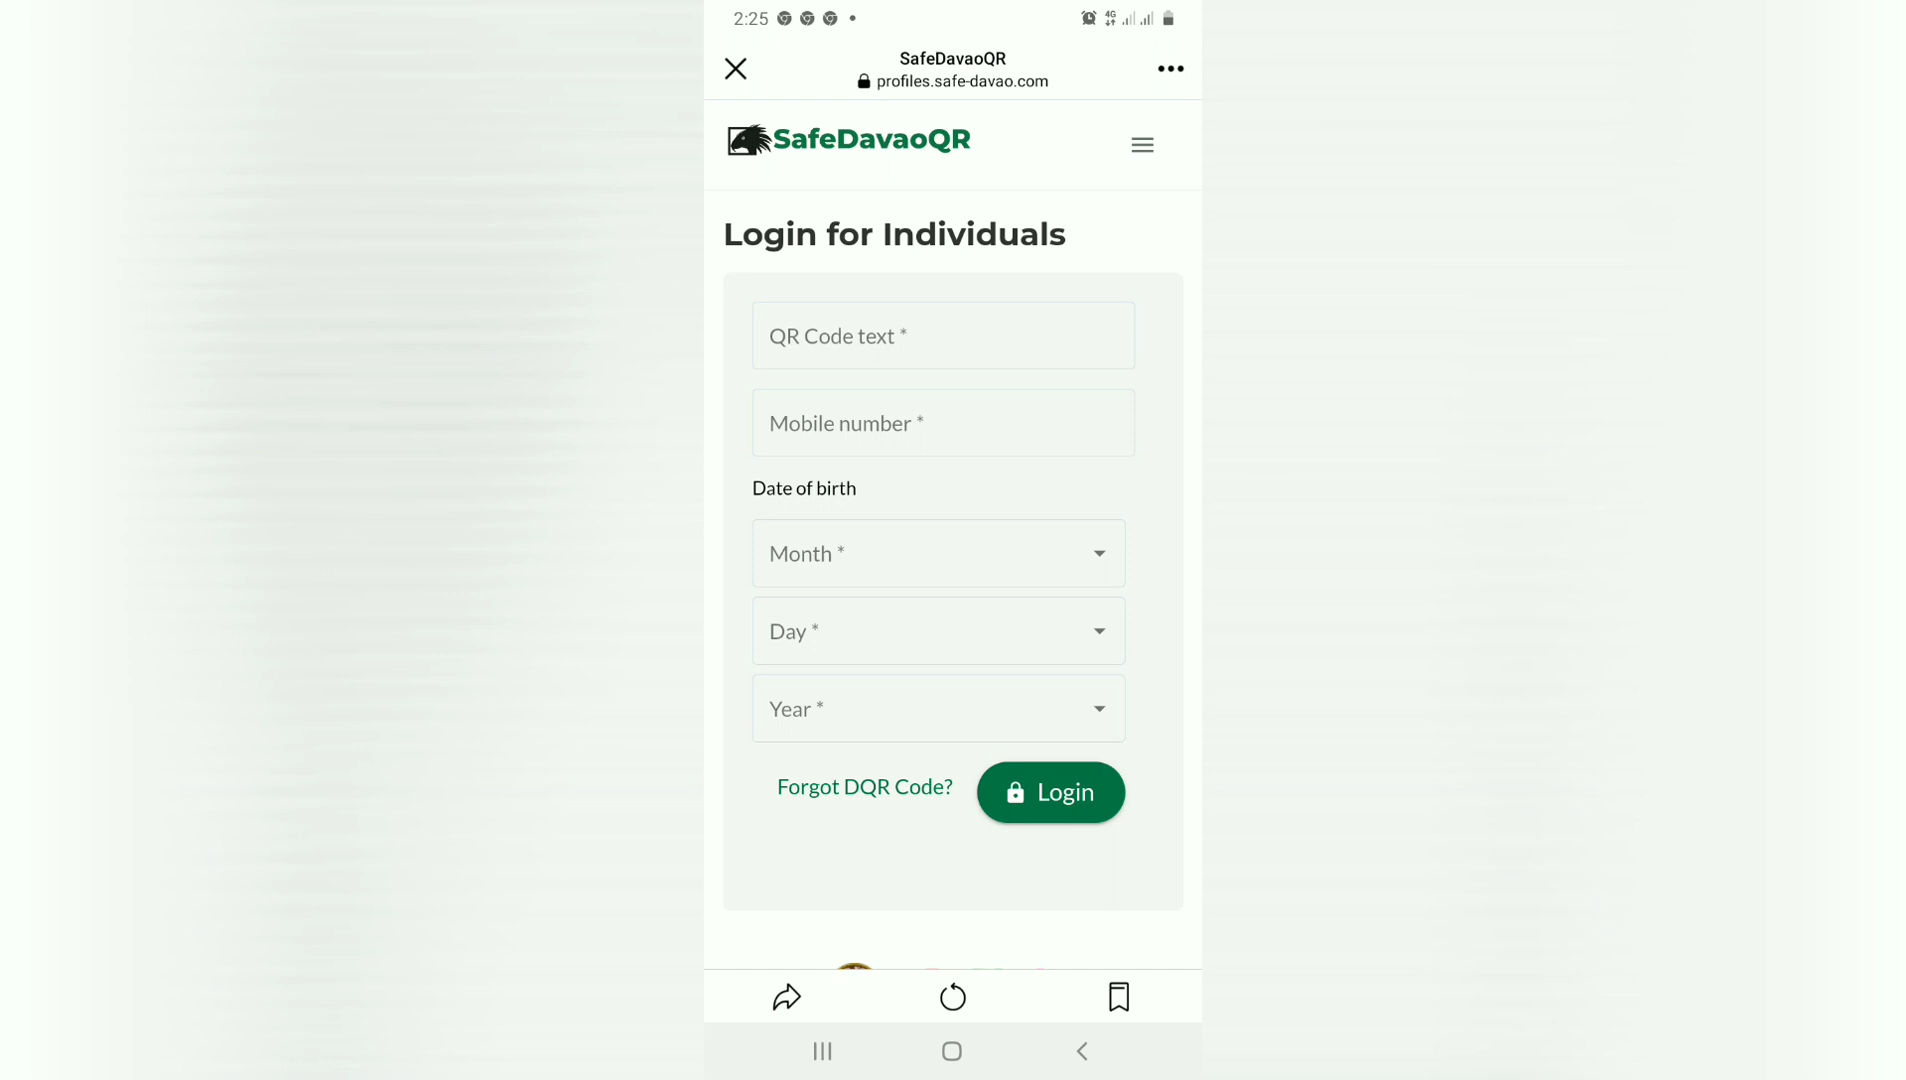 2:25
4G
SafeDavaoQR
profiles.safe-davao.com
SafeDavaoQR
Login for Individuals
QR Code text *
Mobile number *
Date of birth
Month *
Day *
Year *
Forgot DQR Code?
Login